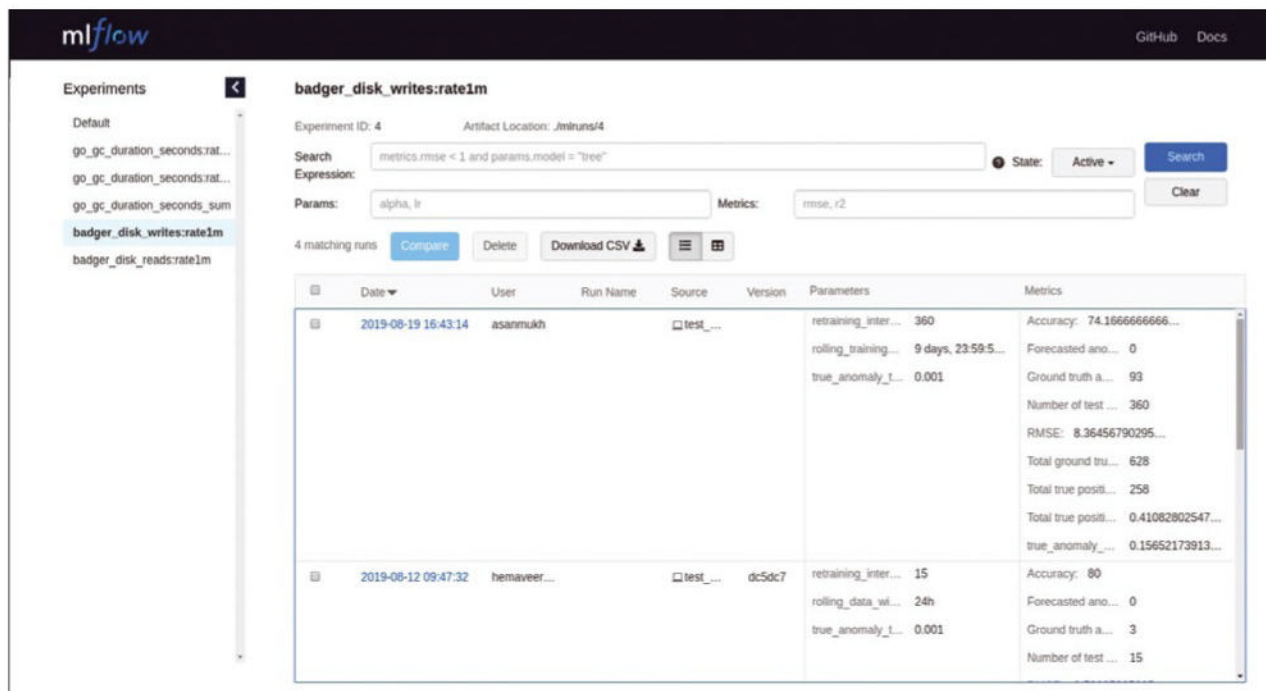 mlflow
GitHub Docs
Experiments
Default
go_gc_duration_seconds:rat...
go_gc_duration_seconds:rat...
go_gc_duration_seconds_sum
badger_disk_writes:rate1m
badger_disk_reads:rate1m
badger_disk_writes:rate1m
Experiment ID: 4 Artifact Location: ./mlruns/4
Search Expression: metrics.rmse < 1 and params.model = "tree" State: Active Search
Params: alpha, lr Metrics: rmse, r2 Clear
4 matching runs Compare Delete Download CSV
Date User Run Name Source Version Parameters Metrics
2019-08-19 16:43:14 asanmukh test_... retraining_inter... 360 Accuracy: 74.1666666666...
rolling_training... 9 days, 23:59:5... Forecasted ano... 0
true_anomaly_t... 0.001 Ground truth a... 93
Number of test ... 360
RMSE: 8.36456790295...
Total ground tru... 628
Total true positi... 258
Total true positi... 0.41082802547...
true_anomaly_... 0.15652173913...
2019-08-12 09:47:32 hemaveer... test_... dc5dc7 retraining_inter... 15 Accuracy: 80
rolling_data_wi... 24h Forecasted ano... 0
true_anomaly_t... 0.001 Ground truth a... 3
Number of test ... 15